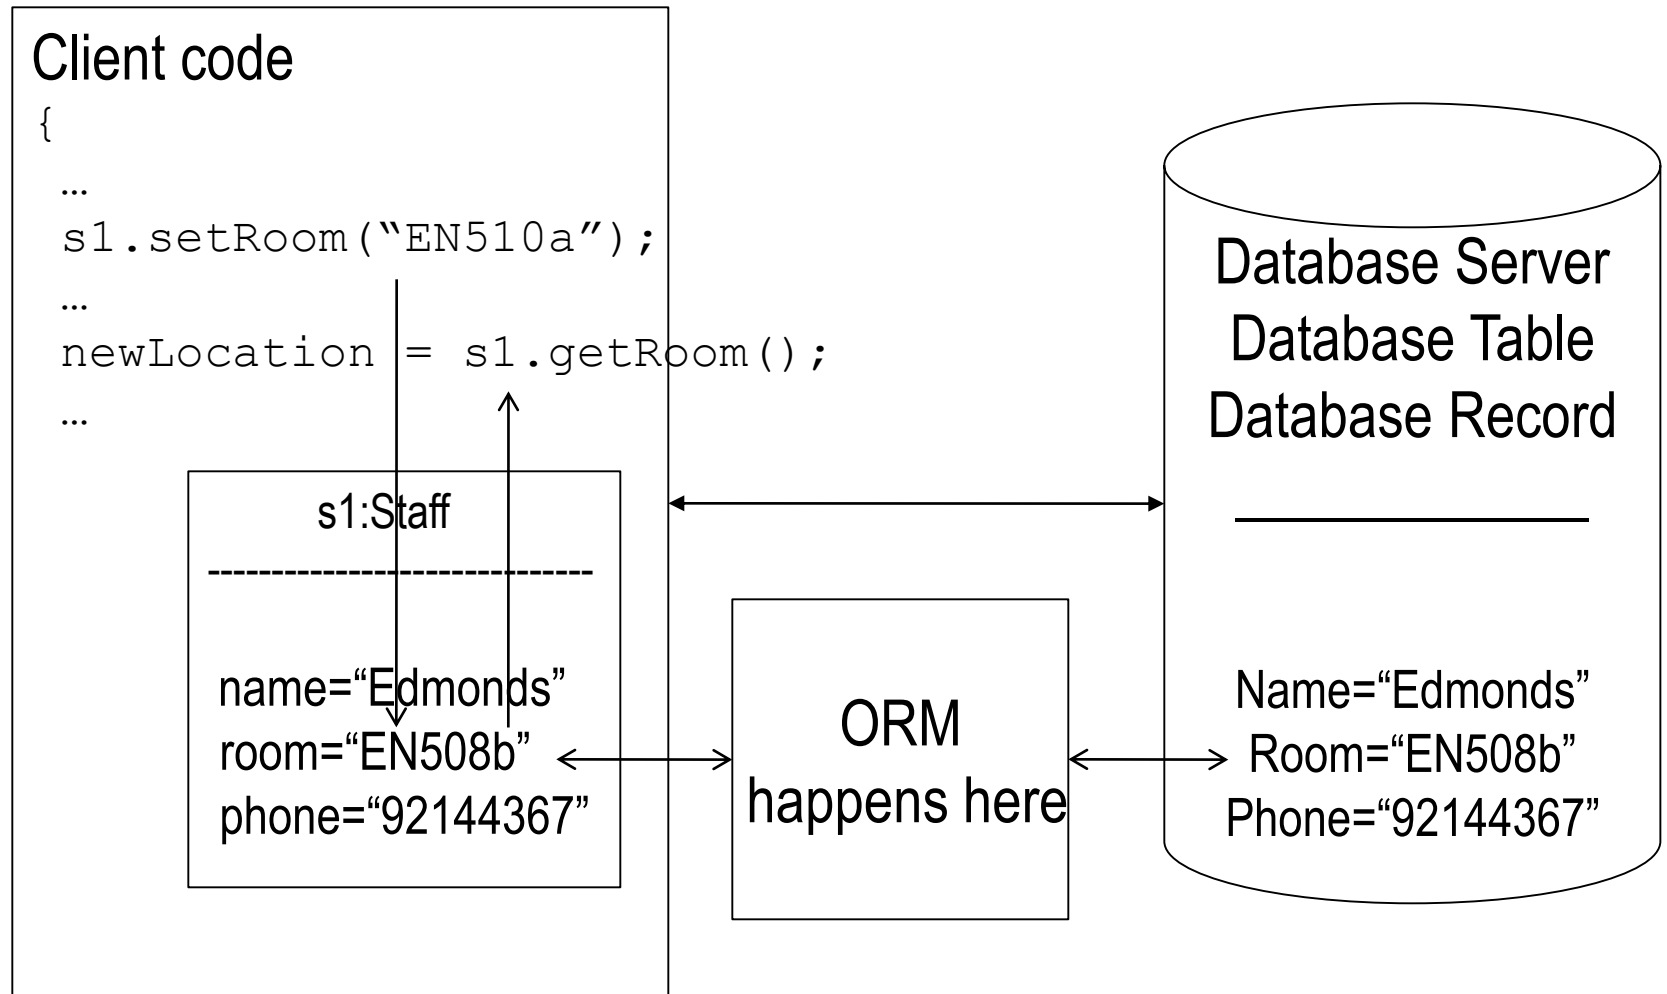 Client code
{
…
s1.setRoom(“EN510a”);
…
newLocation = s1.getRoom();
…
s1:Staff
------------------------------
name=“Edmonds”
room=“EN508b”
phone=“92144367”
ORM
happens here
Database Server
Database Table
Database Record
Name=“Edmonds”
Room=“EN508b”
Phone=“92144367”